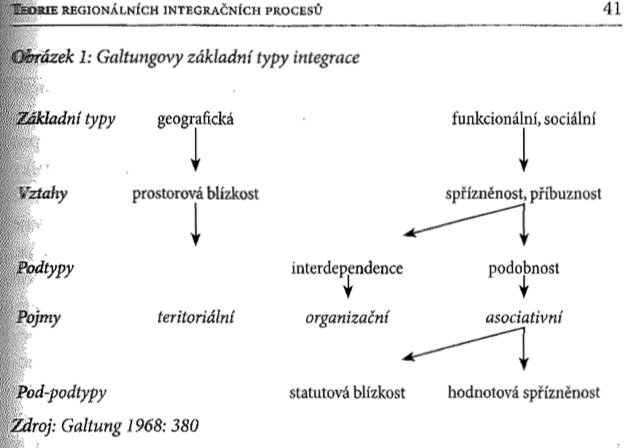 TEORIE REGIONÁLNÍCH INTEGRAČNÍCH PROCESŮ 41
Obrázek 1: Galtungovy základní typy integrace
Základní typy geografická funkcionální, sociální
Vztahy prostorová blízkost spřízněnost, příbuznost
Podtypy interdependence podobnost
Pojmy teritoriální organizační asociativní
Pod-podtypy statutová blízkost hodnotová spřízněnost
Zdroj: Galtung 1968: 380